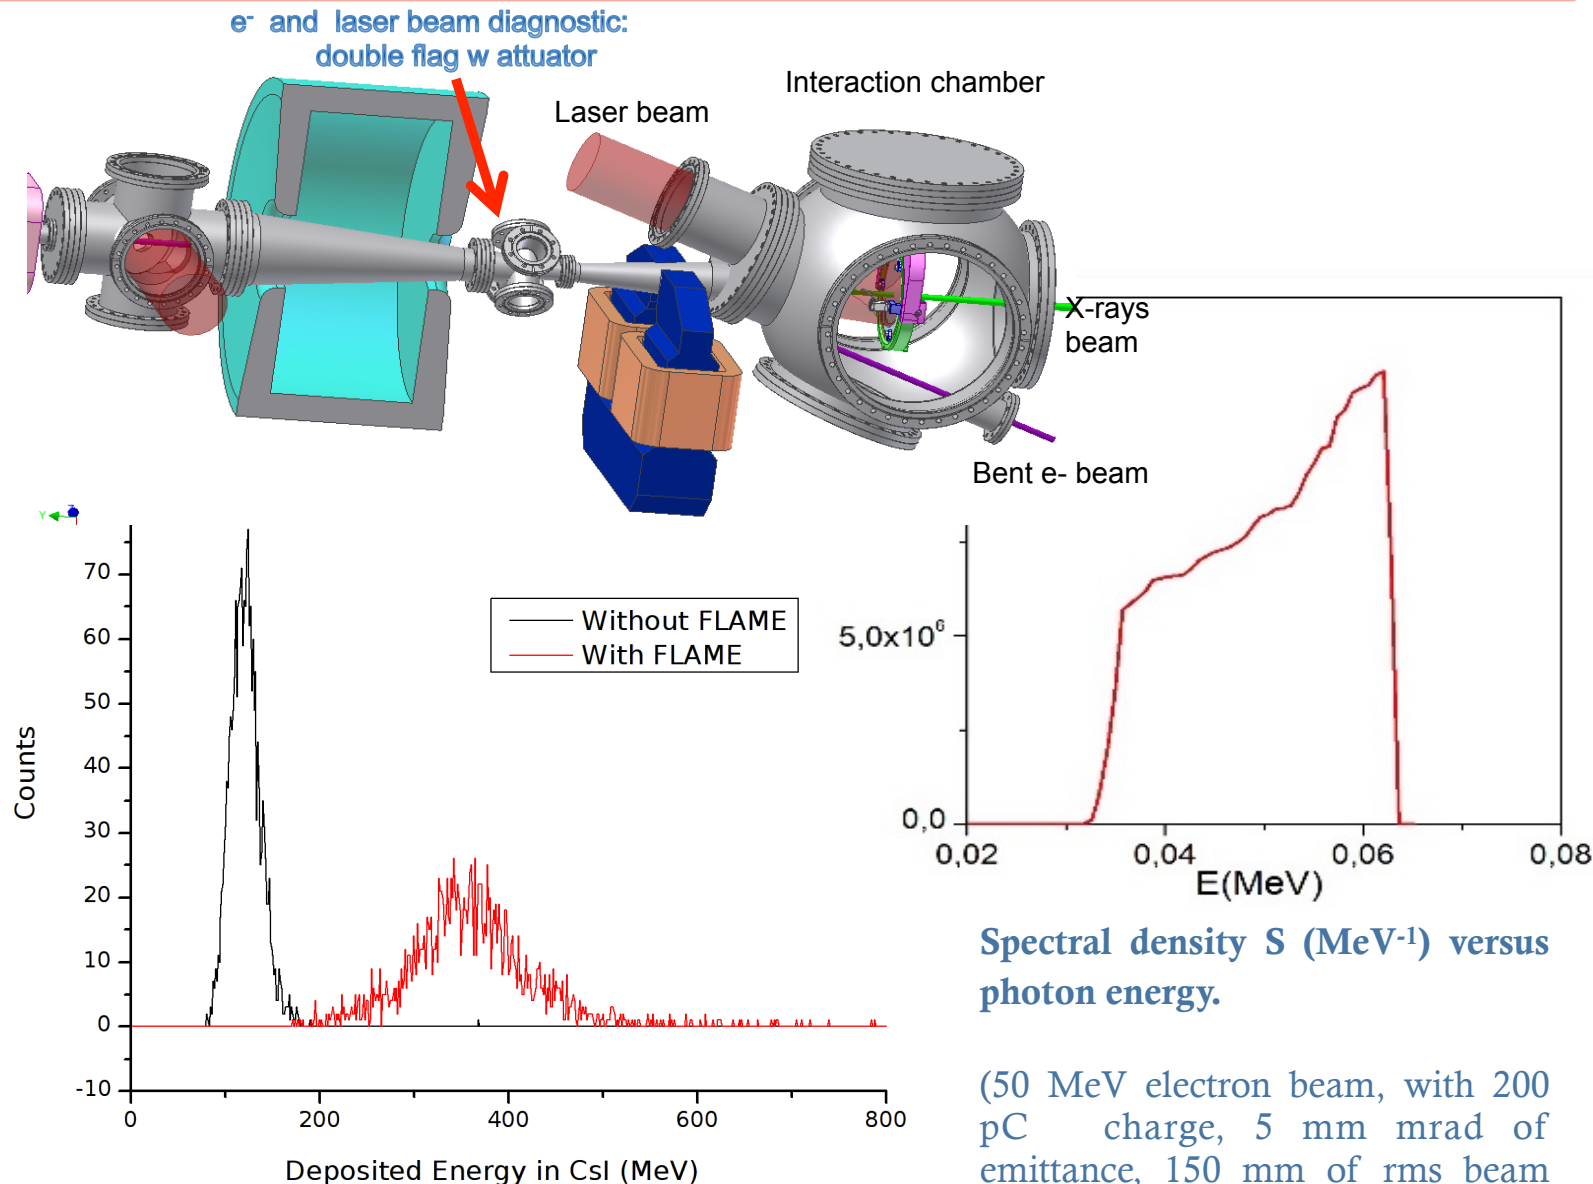 e- and laser beam diagnostic:
double flag w attuator
Laser beam
Interaction chamber
X-rays
beam
Bent e- beam
Y
70
60
50
40
30
20
10
0
-10
Counts
Without FLAME
With FLAME
0 200 400 600 800
Deposited Energy in CsI (MeV)
5,0x10⁶
0,0
0,02 0,04 0,06 0,08
E(MeV)
Spectral density S (MeV-1) versus
photon energy.
(50 MeV electron beam, with 200
pC charge, 5 mm mrad of
emittance, 150 mm of rms beam